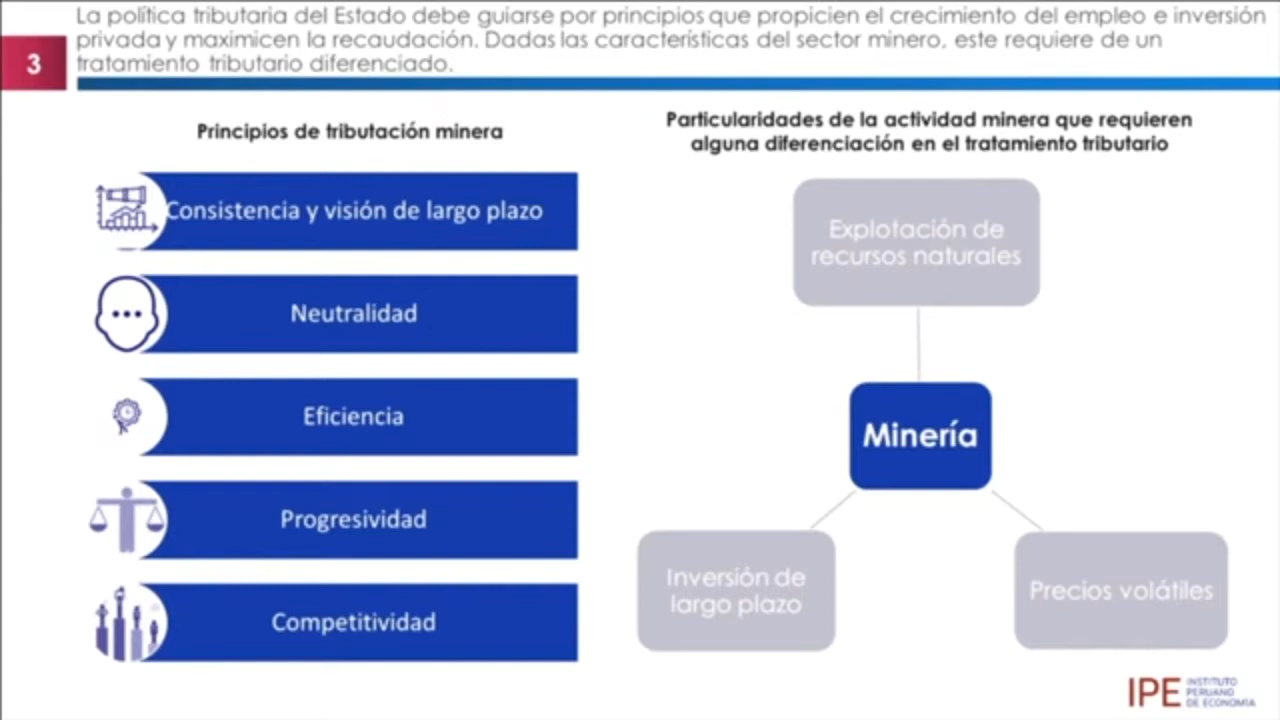 La política tributaria del Estado debe guiarse por principios que propicien el crecimiento del empleo e inversión
privada y maximicen la recaudación. Dadas las características del sector minero, este requiere de un
tratamiento tributario diferenciado.
3
Principios de tributación minera
Consistencia y visión de largo plazo
Neutralidad
Eficiencia
Progresividad
Competitividad
Particularidades de la actividad minera que requieren
alguna diferenciación en el tratamiento tributario
Explotación de
recursos naturales
Minería
Inversión de
largo plazo
Precios volátiles
IPE
INSTITUTO
PERUANO
DE ECONOMÍA